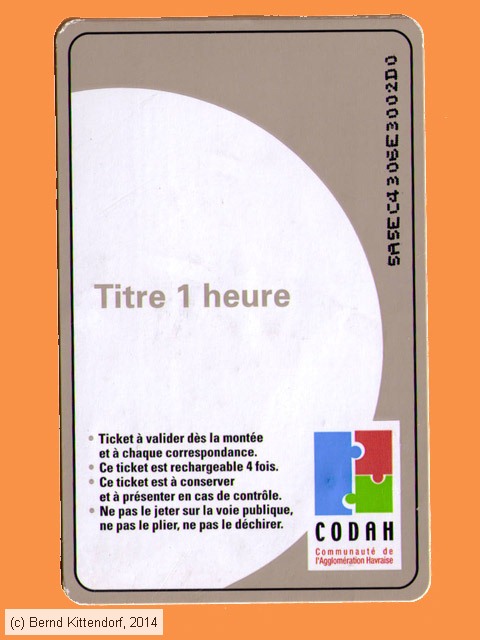 5A5EC4306E3002D0
Titre 1 heure
• Ticket à valider dès la montée
et à chaque correspondance.
• Ce ticket est rechargeable 4 fois.
• Ce ticket est à conserver
et à présenter en cas de contrôle.
• Ne pas le jeter sur la voie publique,
ne pas le plier, ne pas le déchirer.
CODAH
Communauté de
l'Agglomération Havraise
(c) Bernd Kittendorf, 2014